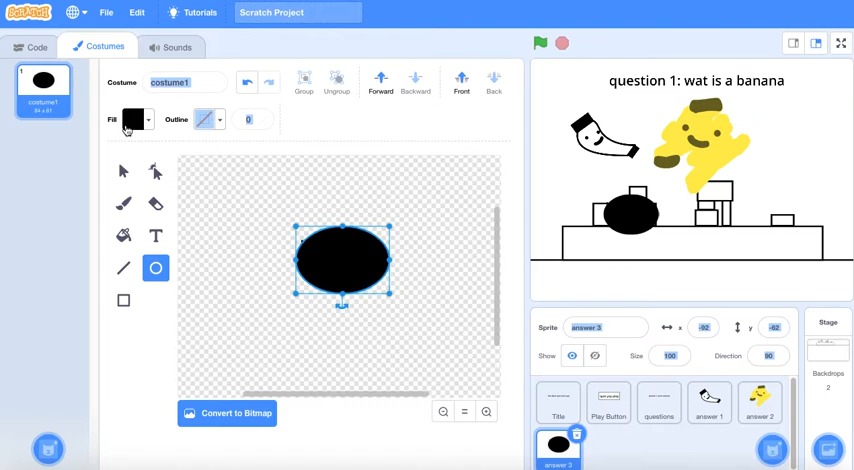 SCRATCH File Edit Tutorials Scratch Project
Code Costumes Sounds
Costume costume1 Group Ungroup Forward Backward Front Back
Fill Outline 0
1
costume1
84 x 61
question 1: wat is a banana
Convert to Bitmap
Sprite answer 3 x -92 y -62
Show Size 100 Direction 90
Stage
Backdrops
2
Title Play Button questions answer 1 answer 2
answer 3